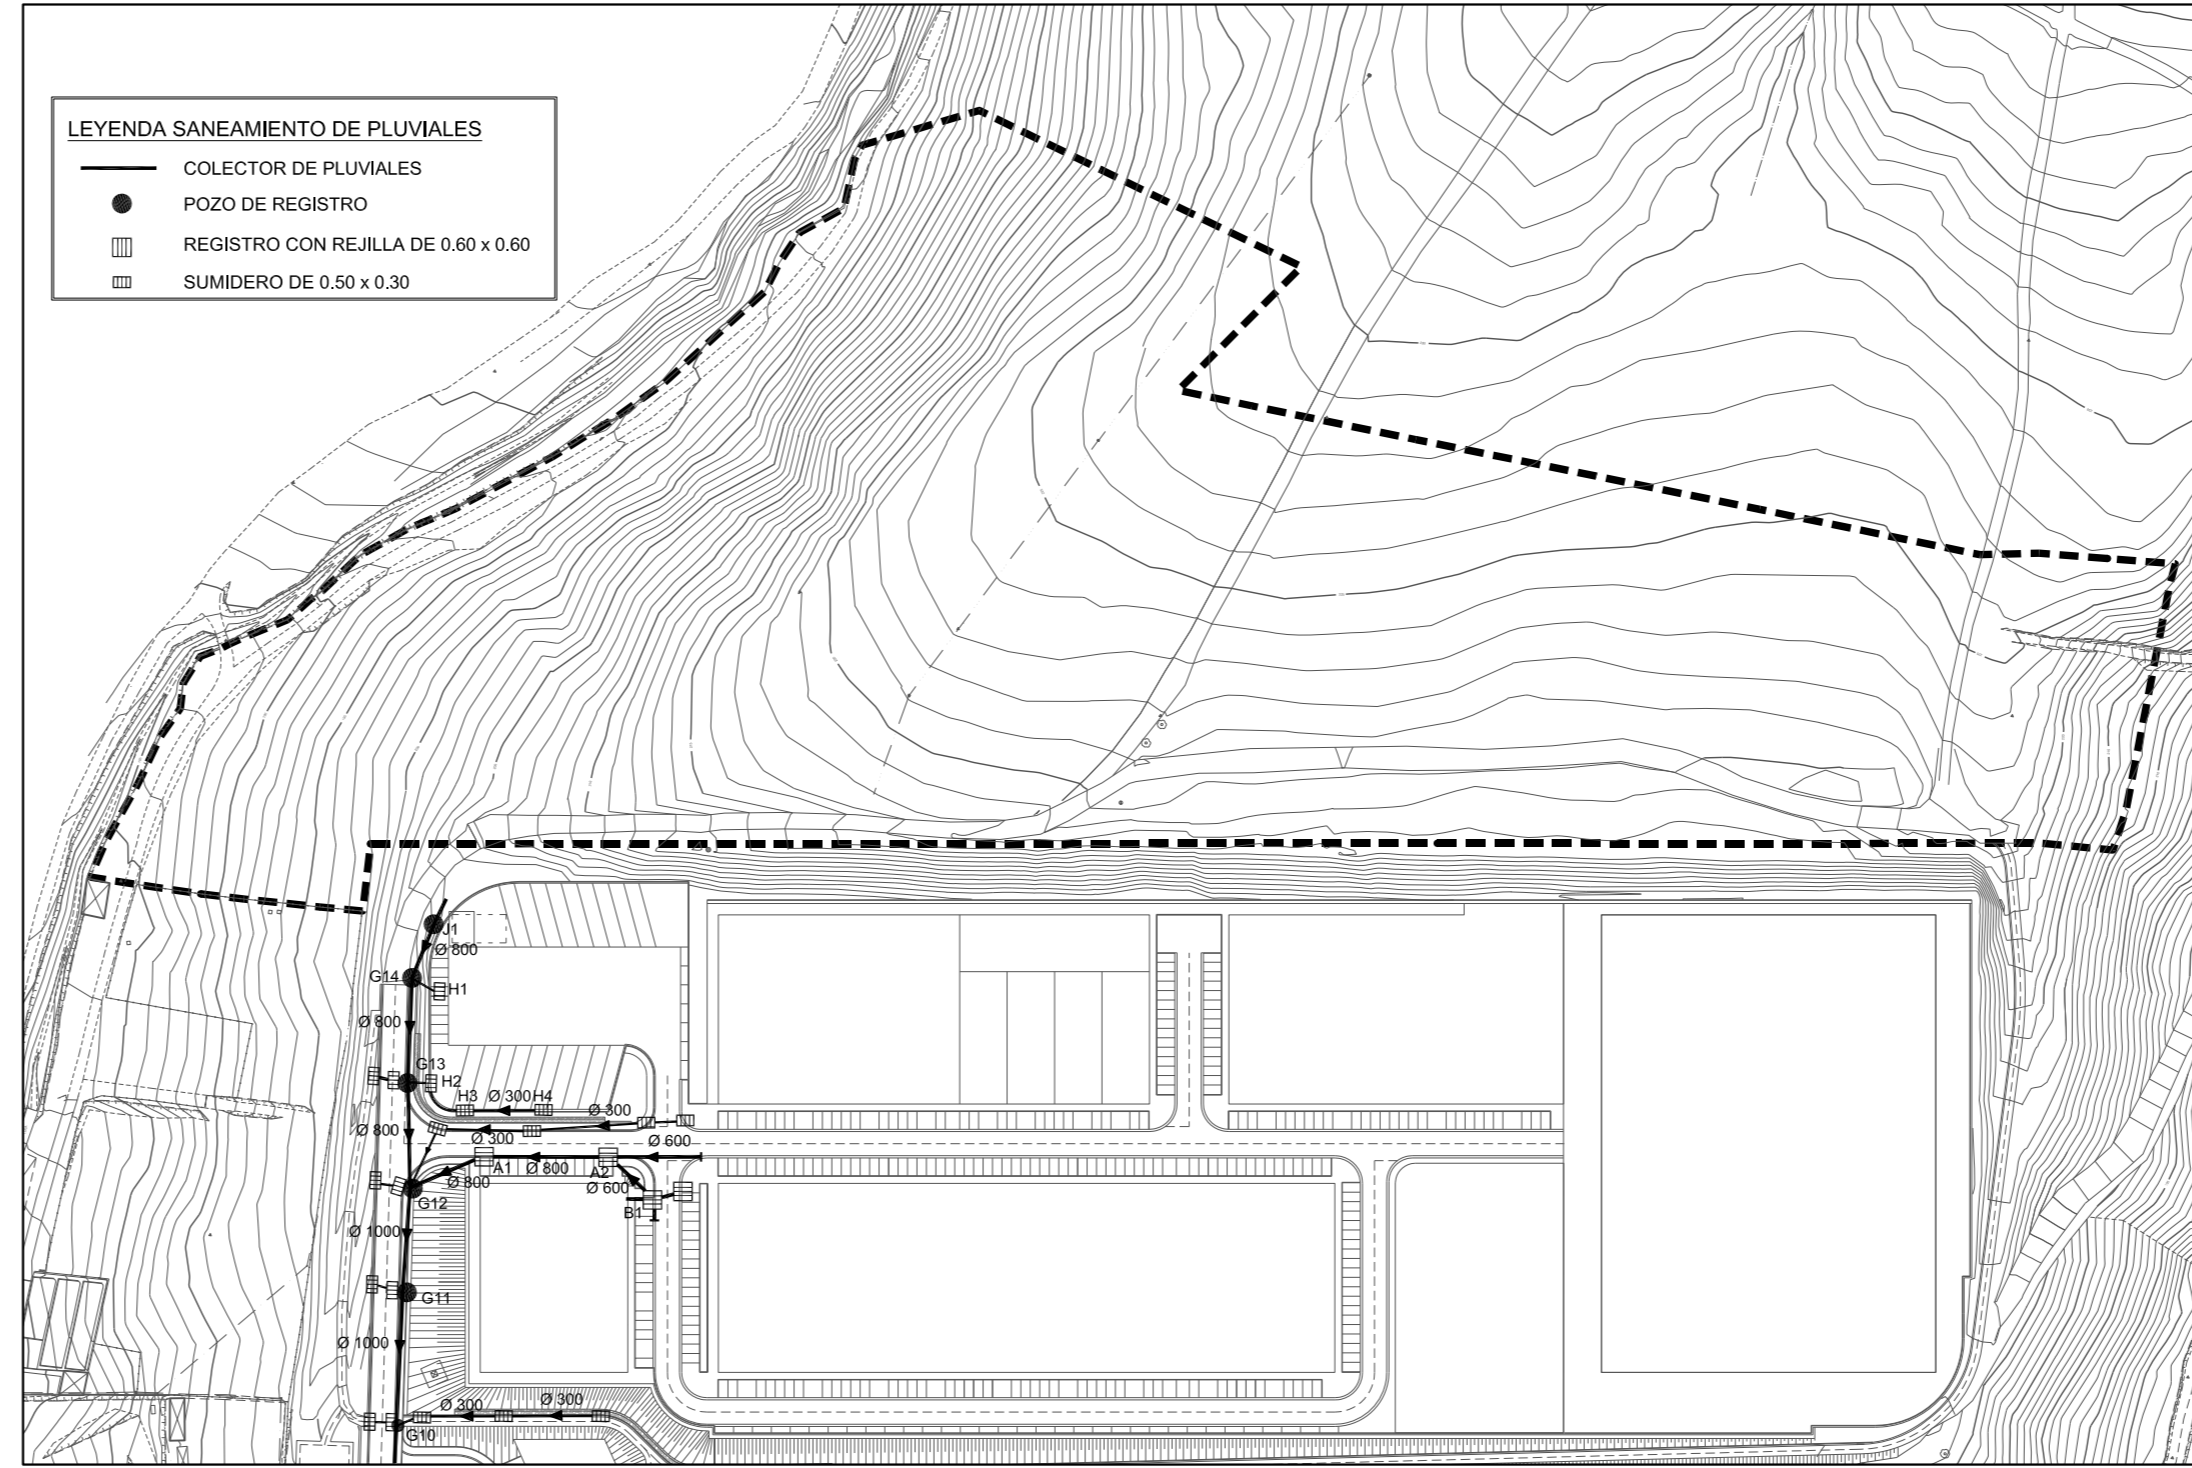 LEYENDA SANEAMIENTO DE PLUVIALES
COLECTOR DE PLUVIALES
POZO DE REGISTRO
REGISTRO CON REJILLA DE 0.60 x 0.60
SUMIDERO DE 0.50 x 0.30
J1
Ø 800
G14
H1
Ø 800
G13
H2
H3
Ø 300
H4
Ø 300
Ø 800
Ø 300
Ø 600
A1
Ø 800
A2
Ø 800
Ø 600
G12
B1
Ø 1000
G11
Ø 1000
Ø 300
Ø 300
G10